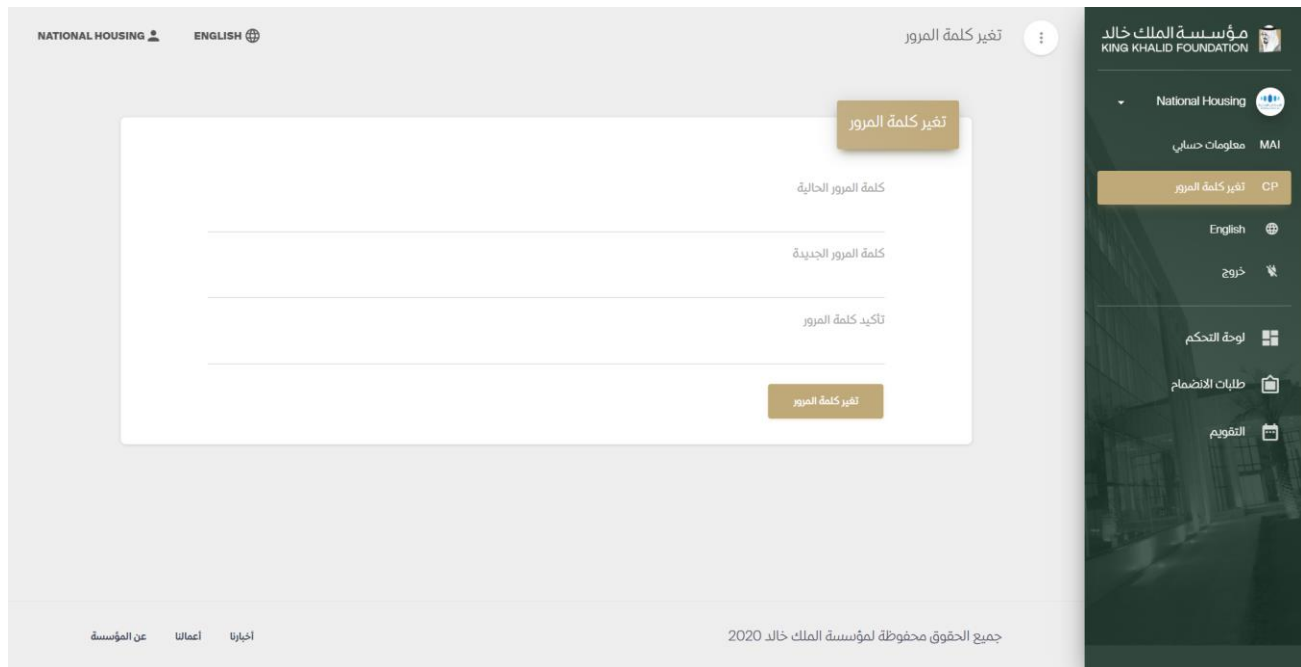 مؤسسة الملك خالد
KING KHALID FOUNDATION
National Housing
MAI معلومات حسابي
CP تغير كلمة المرور
English
خروج
لوحة التحكم
طلبات الانضمام
التقويم
تغير كلمة المرور
ENGLISH
NATIONAL HOUSING
تغير كلمة المرور
كلمة المرور الحالية
كلمة المرور الجديدة
تأكيد كلمة المرور
تغير كلمة المرور
جميع الحقوق محفوظة لمؤسسة الملك خالد 2020
أخبارنا أعمالنا عن المؤسسة